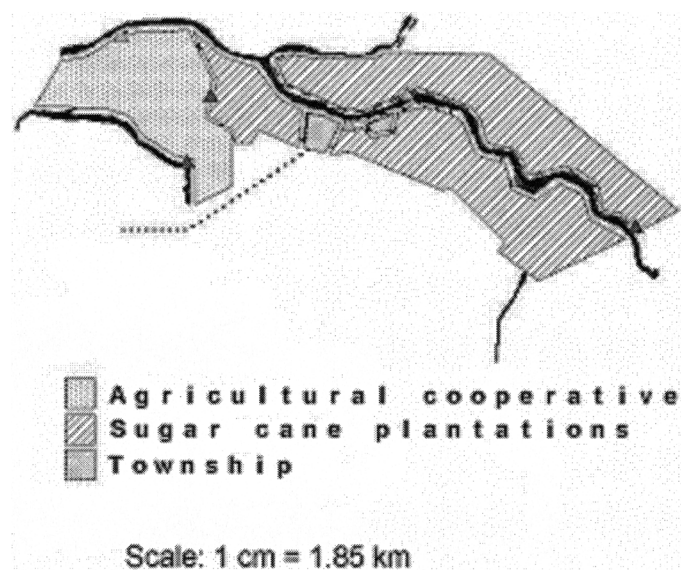 Agricultural cooperative
Sugar cane plantations
Township
Scale: 1 cm = 1.85 km